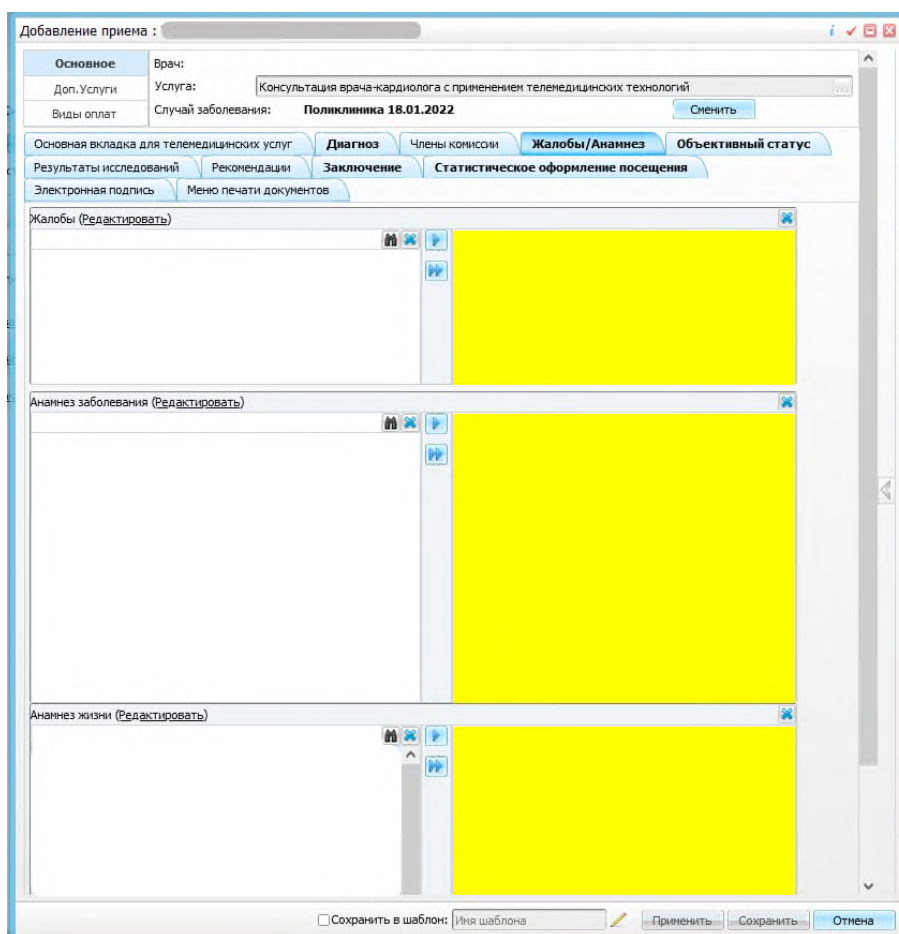 Добавление приема :
Основное
Врач:
Доп.Услуги
Услуга: Консультация врача-кардиолога с применением телемедицинских технологий ...
Виды оплат
Случай заболевания: Поликлиника 18.01.2022 Сменить
Основная вкладка для телемедицинских услуг Диагноз Члены комиссии Жалобы/Анамнез Объективный статус
Результаты исследований Рекомендации Заключение Статистическое оформление посещения
Электронная подпись Меню печати документов
Жалобы (Редактировать)
Анамнез заболевания (Редактировать)
Анамнез жизни (Редактировать)
Сохранить в шаблон: Имя шаблона Применить Сохранить Отмена